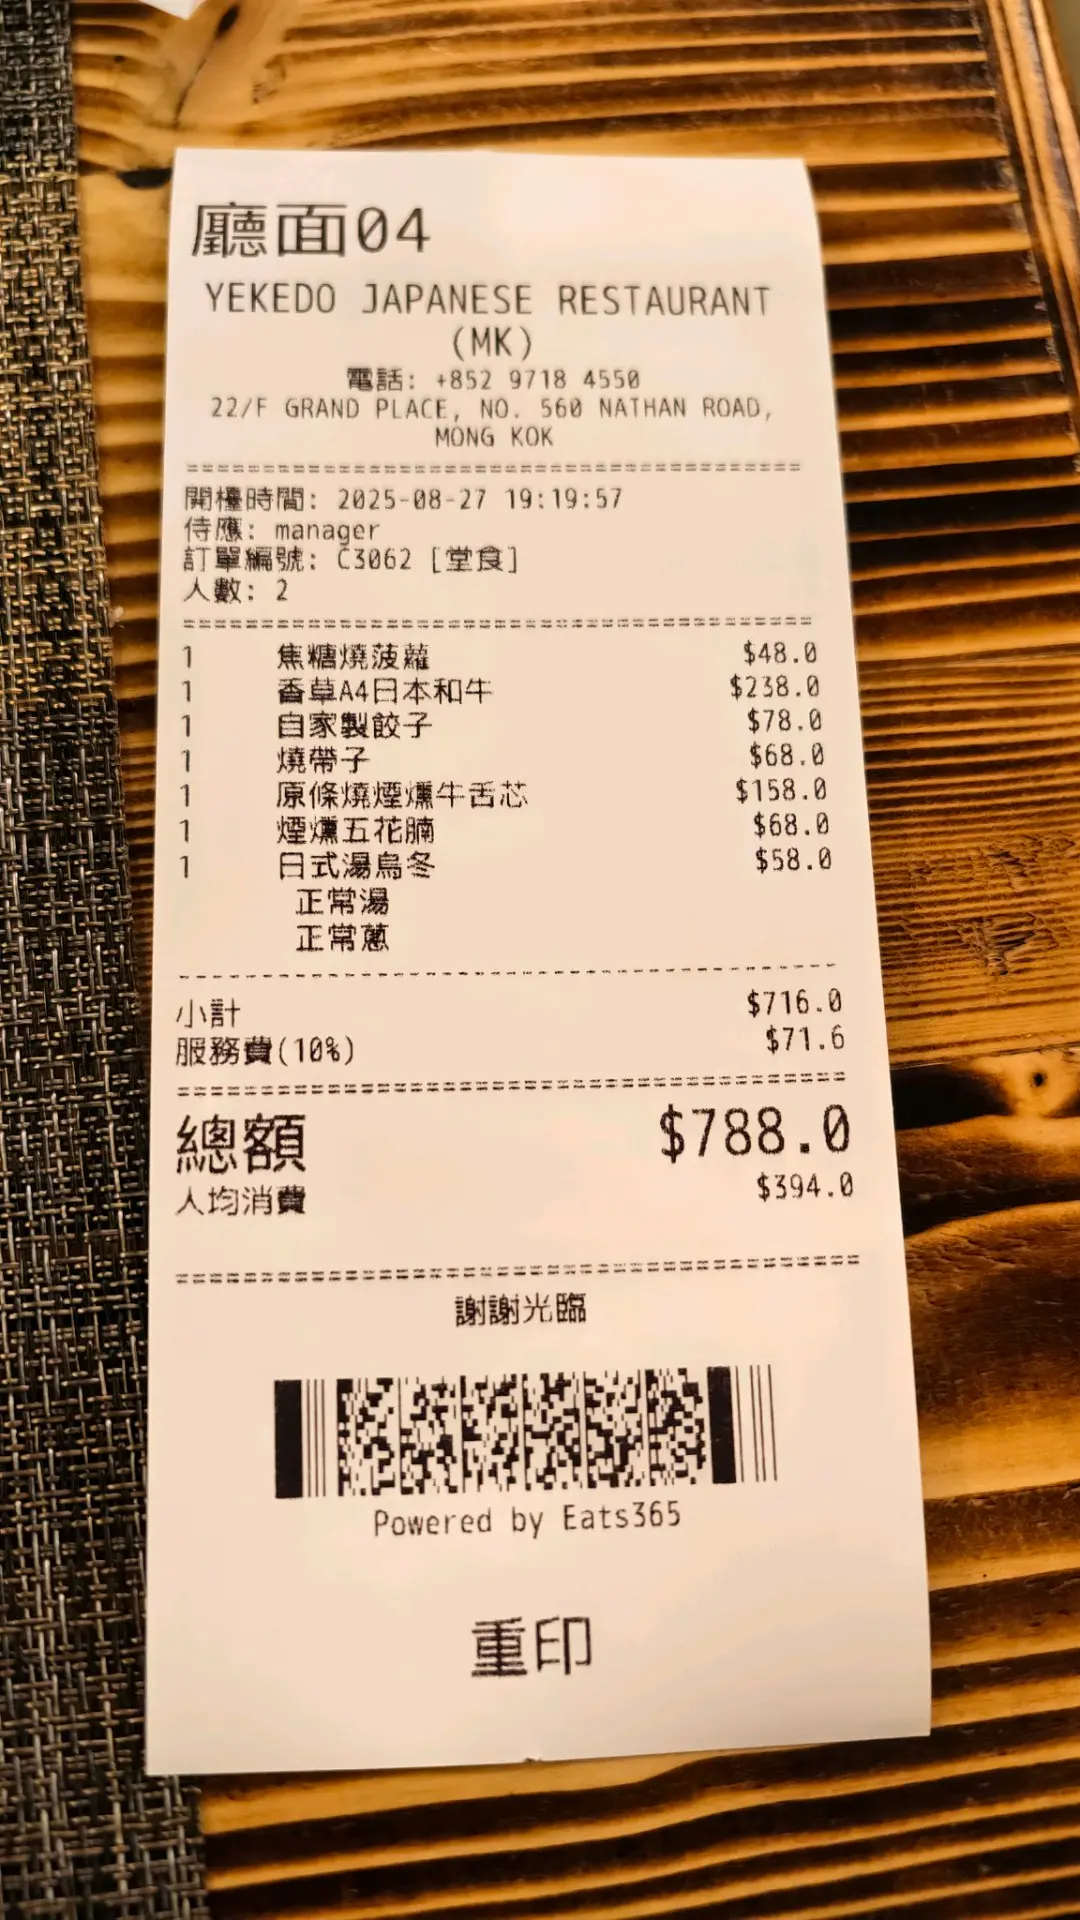 廳面04
YEKEDO JAPANESE RESTAURANT
(MK)
電話: +852 9718 4550
22/F GRAND PLACE, NO. 560 NATHAN ROAD,
MONG KOK
開檯時間: 2025-08-27 19:19:57
侍應: manager
訂單編號: C3062 [堂食]
人數: 2
1 焦糖燒菠蘿 $48.0
1 香草A4日本和牛 $238.0
1 自家製餃子 $78.0
1 燒帶子 $68.0
1 原條燒煙燻牛舌芯 $158.0
1 煙燻五花腩 $68.0
1 日式湯烏冬 $58.0
正常湯
正常蔥
小計 $716.0
服務費(10%) $71.6
總額 $788.0
人均消費 $394.0
謝謝光臨
Powered by Eats365
重印